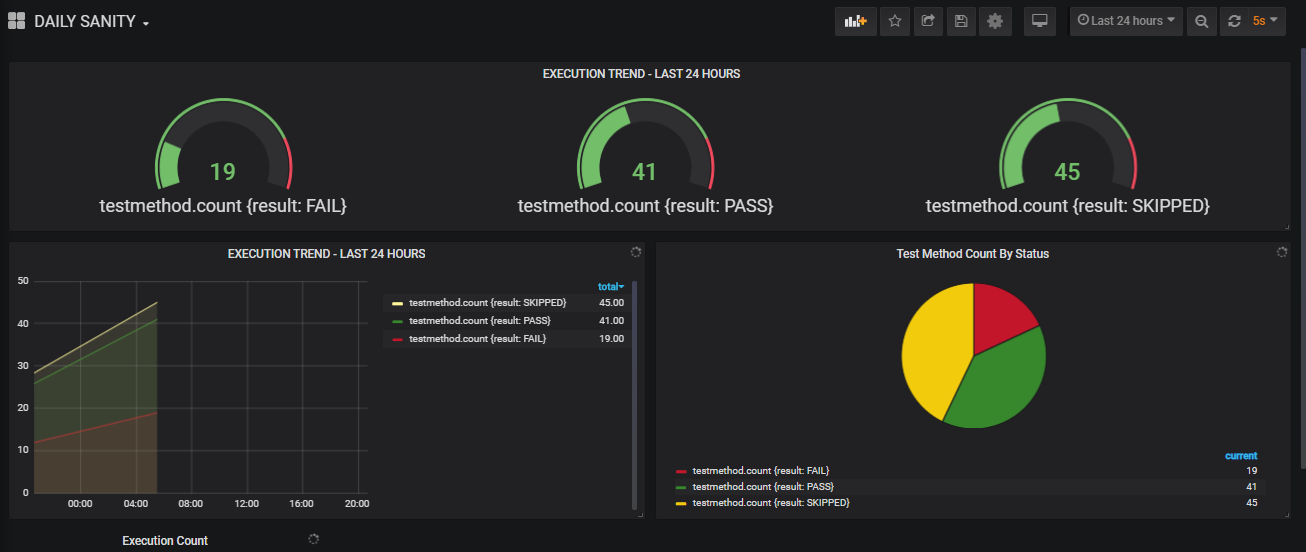 DAILY SANITY
Last 24 hours
5s
EXECUTION TREND - LAST 24 HOURS
19
41
45
testmethod.count {result: FAIL}
testmethod.count {result: PASS}
testmethod.count {result: SKIPPED}
EXECUTION TREND - LAST 24 HOURS
50
40
30
20
10
0
00:00 04:00 08:00 12:00 16:00 20:00
total
testmethod.count {result: SKIPPED} 45.00
testmethod.count {result: PASS} 41.00
testmethod.count {result: FAIL} 19.00
Test Method Count By Status
current
testmethod.count {result: FAIL} 19
testmethod.count {result: PASS} 41
testmethod.count {result: SKIPPED} 45
Execution Count